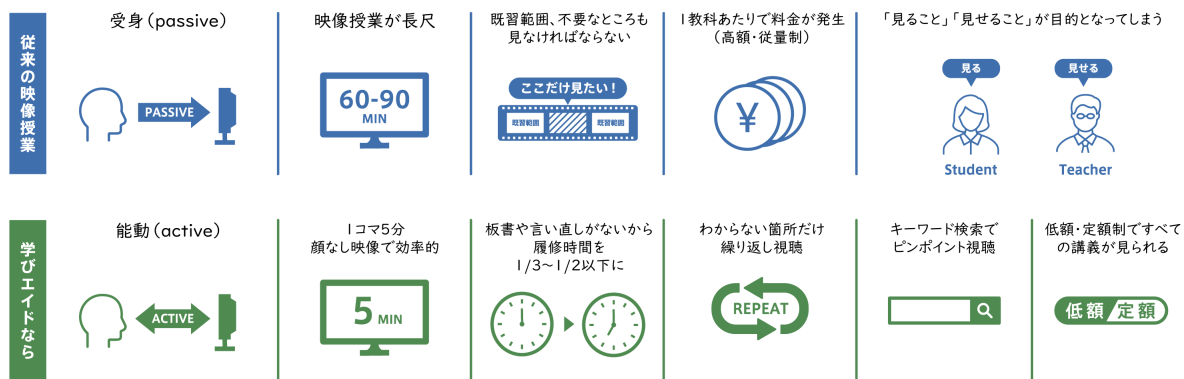 従来の映像授業
受身（passive）
PASSIVE
映像授業が長尺
60-90
MIN
既習範囲、不要なところも
見なければならない
ここだけ見たい！
既習範囲
既習範囲
1教科あたりで料金が発生
（高額・従量制）
¥
「見ること」「見せること」が目的となってしまう
見る
Student
見せる
Teacher
学びエイドなら
能動（active）
ACTIVE
1コマ5分
顔なし映像で効率的
5 MIN
板書や言い直しがないから
履修時間を
1/3〜1/2以下に
わからない箇所だけ
繰り返し視聴
REPEAT
キーワード検索で
ピンポイント視聴
低額・定額制ですべて
の講義が見られる
低額/定額